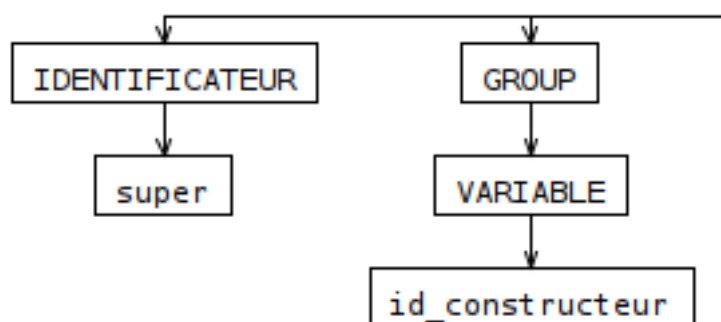 IDENTIFICATEUR GROUP
super VARIABLE
id_constructeur